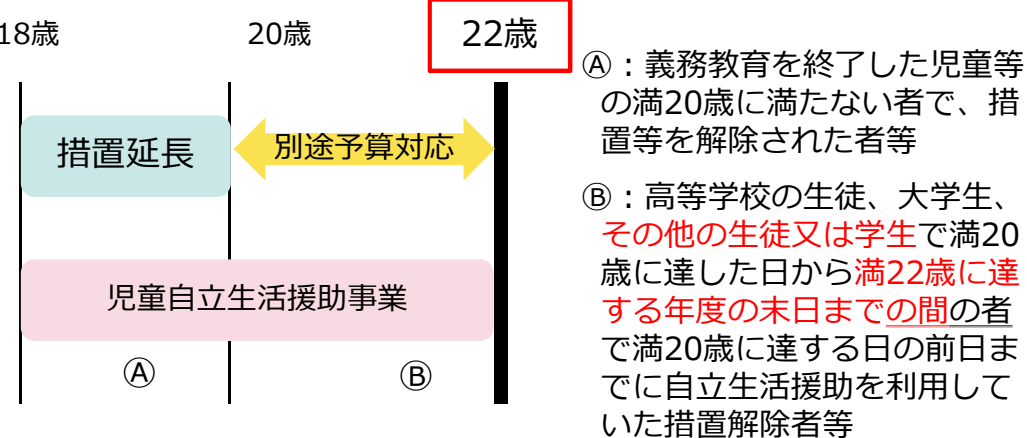 18歳
20歳
22歳
措置延長
別途予算対応
児童自立生活援助事業
Ⓐ
Ⓑ
Ⓐ：義務教育を終了した児童等
の満20歳に満たない者で、措
置等を解除された者等
Ⓑ：高等学校の生徒、大学生、
その他の生徒又は学生で満20
歳に達した日から満22歳に達
する年度の末日までの間の者
で満20歳に達する日の前日ま
でに自立生活援助を利用して
いた措置解除者等